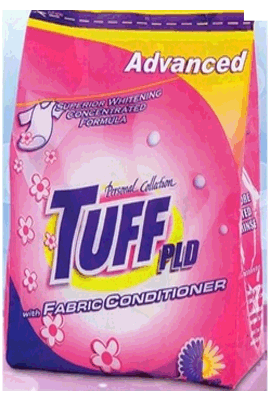 Advanced
SUPERIOR WHITENING
CONCENTRATED
FORMULA
Personal Collection
TUFF PLD
with FABRIC CONDITIONER